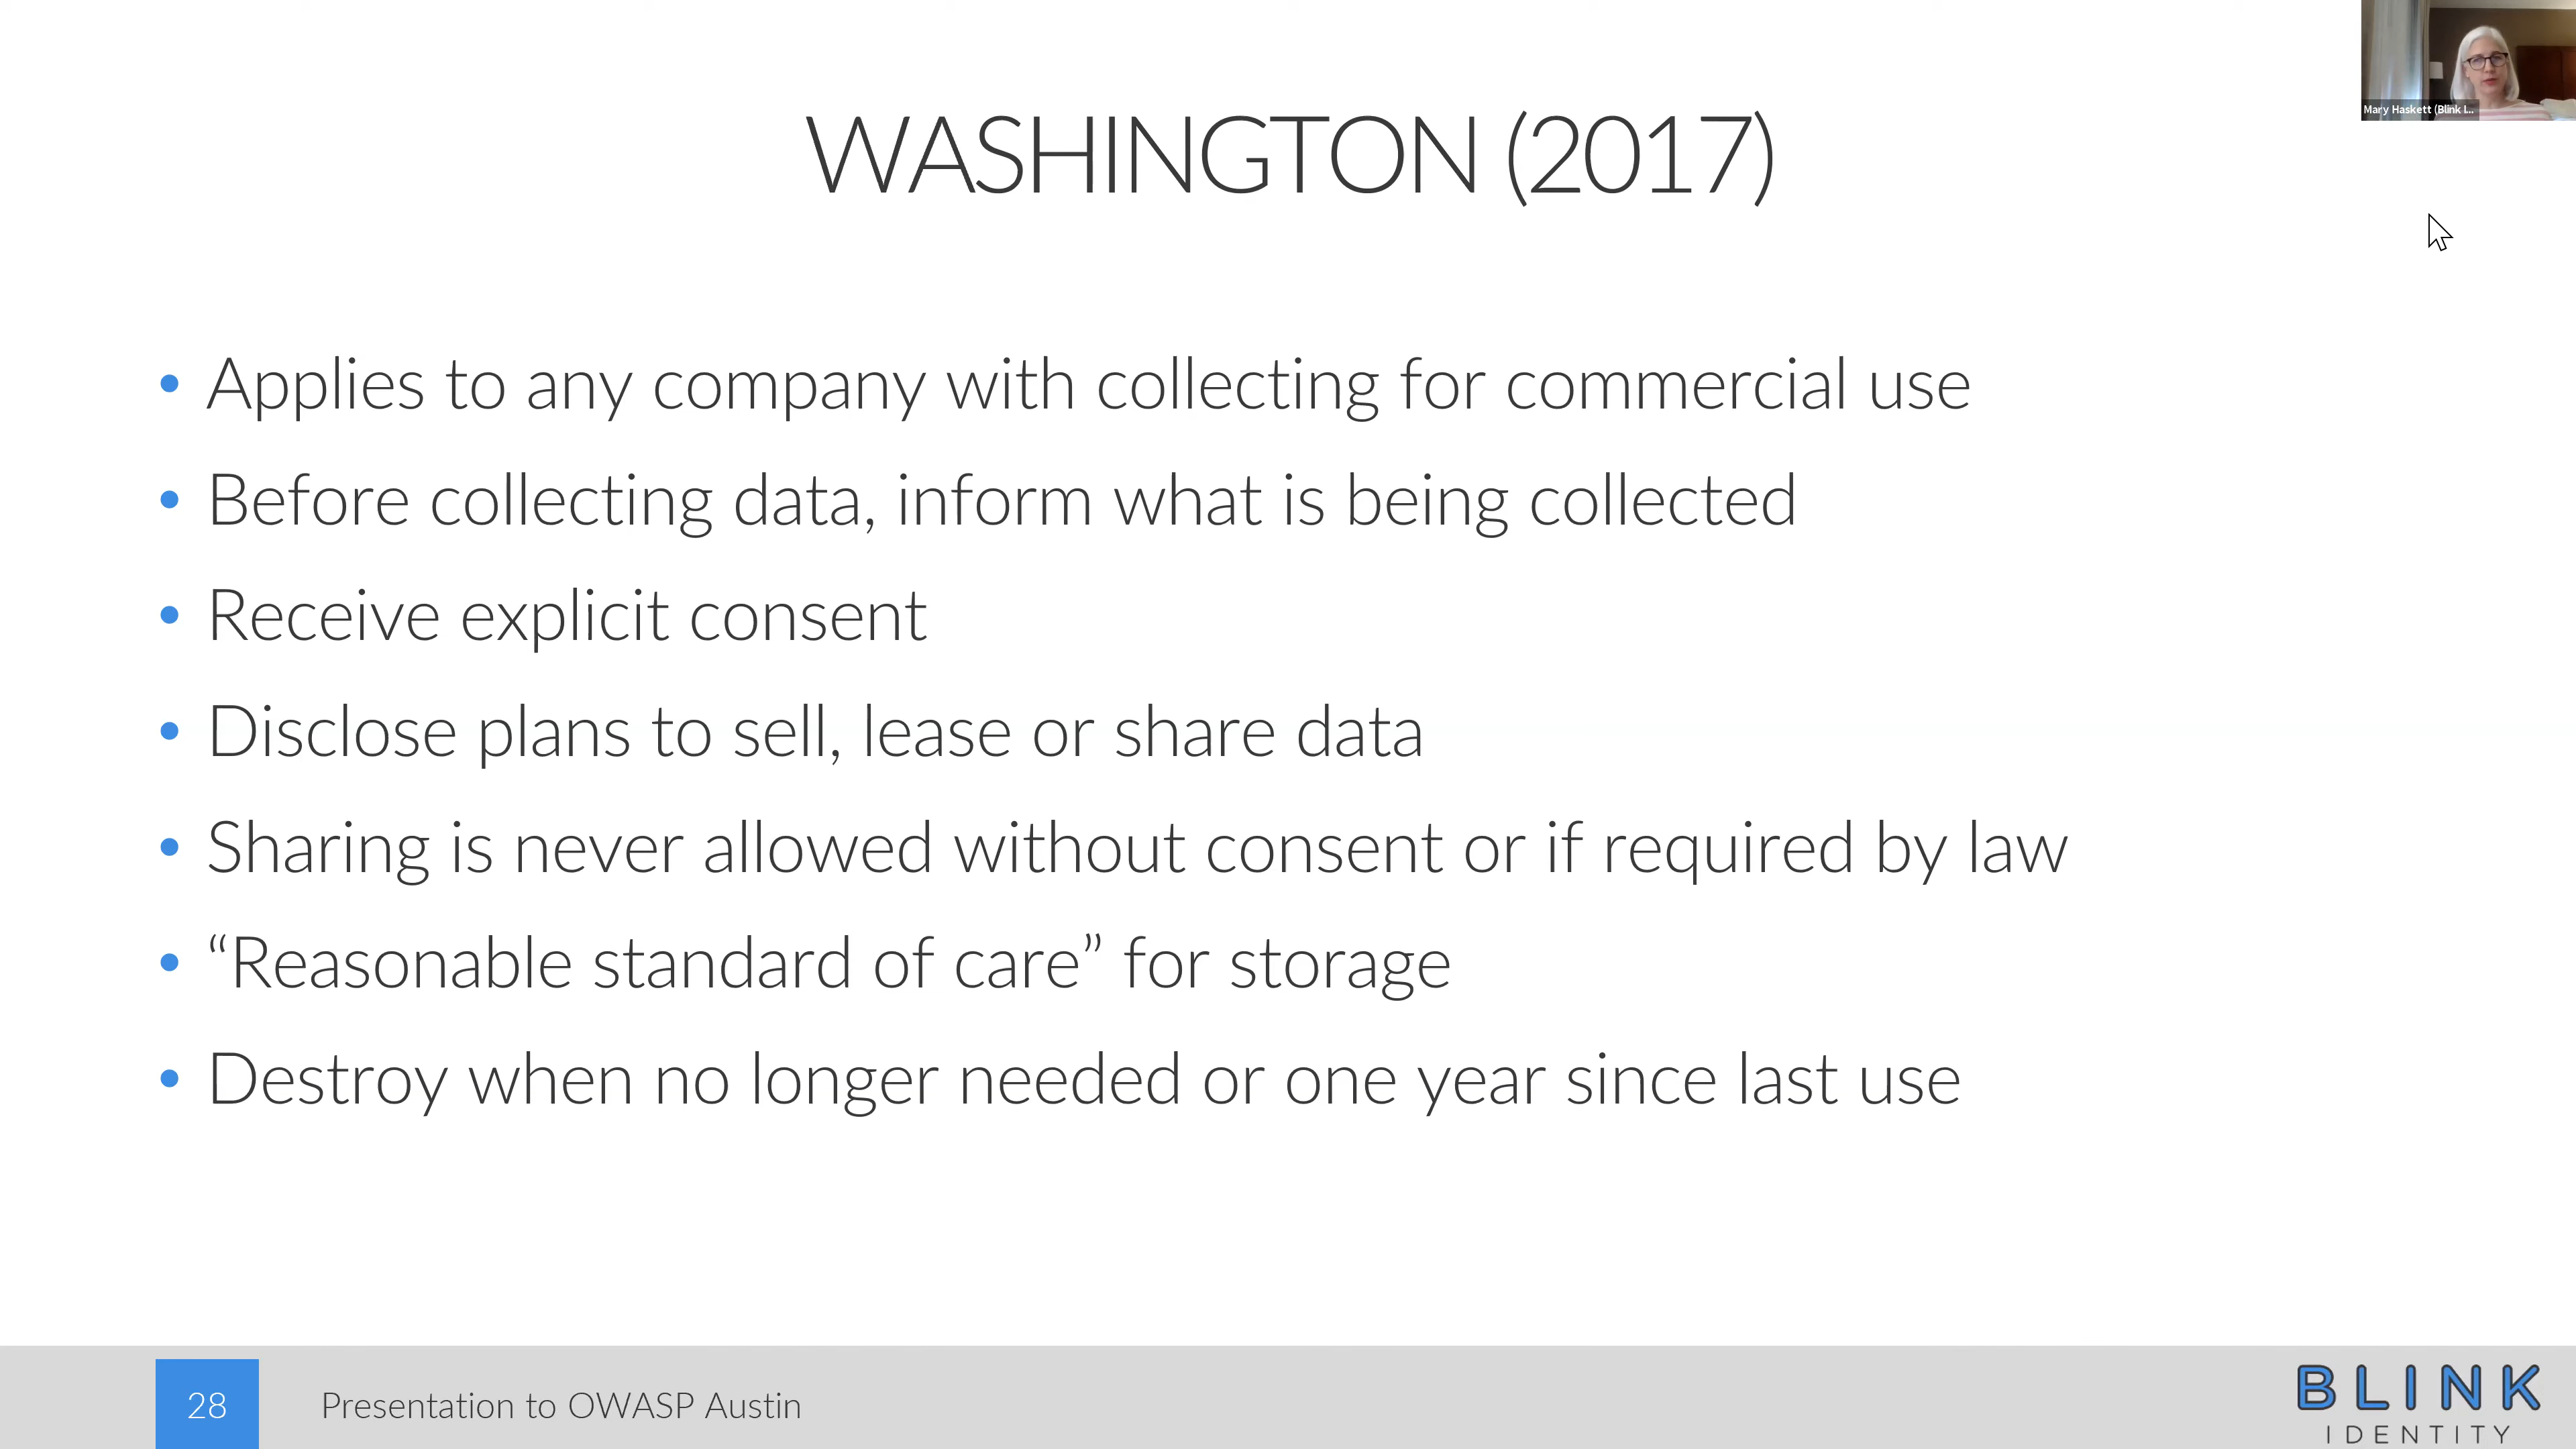 WASHINGTON (2017)
Mary Haskett (Blink I...
• Applies to any company with collecting for commercial use
• Before collecting data, inform what is being collected
• Receive explicit consent
• Disclose plans to sell, lease or share data
• Sharing is never allowed without consent or if required by law
• “Reasonable standard of care” for storage
• Destroy when no longer needed or one year since last use
28
Presentation to OWASP Austin
BLINK
IDENTITY